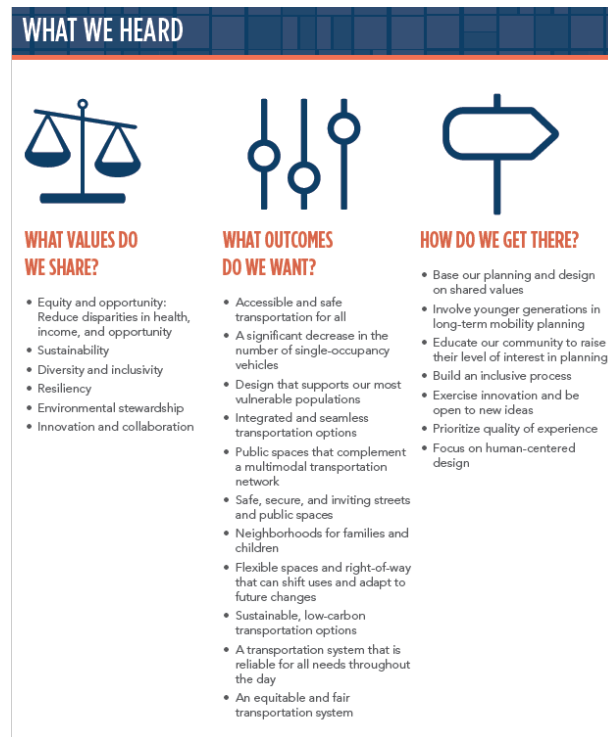 WHAT WE HEARD
WHAT VALUES DO
WE SHARE?
• Equity and opportunity:
Reduce disparities in health,
income, and opportunity
• Sustainability
• Diversity and inclusivity
• Resiliency
• Environmental stewardship
• Innovation and collaboration
WHAT OUTCOMES
DO WE WANT?
• Accessible and safe
transportation for all
• A significant decrease in the
number of single-occupancy
vehicles
• Design that supports our most
vulnerable populations
• Integrated and seamless
transportation options
• Public spaces that complement
a multimodal transportation
network
• Safe, secure, and inviting streets
and public spaces
• Neighborhoods for families and
children
• Flexible spaces and right-of-way
that can shift uses and adapt to
future changes
• Sustainable, low-carbon
transportation options
• A transportation system that is
reliable for all needs throughout
the day
• An equitable and fair
transportation system
HOW DO WE GET THERE?
• Base our planning and design
on shared values
• Involve younger generations in
long-term mobility planning
• Educate our community to raise
their level of interest in planning
• Build an inclusive process
• Exercise innovation and be
open to new ideas
• Prioritize quality of experience
• Focus on human-centered
design